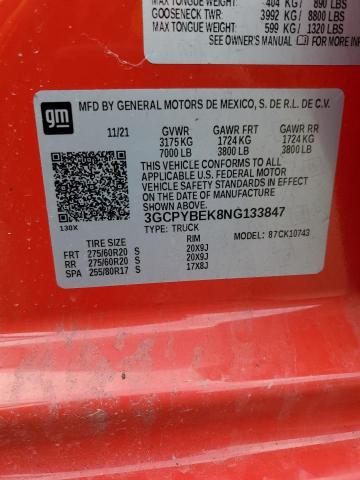 MAX TONGUE WEIGHT: 404 KG / 890 LBS
GOOSENECK TWR: 3992 KG / 8800 LBS
MAX TONGUE WEIGHT: 599 KG / 1320 LBS
SEE OWNER'S MANUAL FOR
gm
MFD BY GENERAL MOTORS DE MEXICO, S. DE R.L. DE C.V.
11/21 GVWR GAWR FRT GAWR RR
3175 KG 1724 KG 1724 KG
7000 LB 3800 LB 3800 LB
THIS VEHICLE CONFORMS TO ALL APPLICABLE U.S.
FEDERAL MOTOR VEHICLE SAFETY AND THEFT
PREVENTION STANDARDS IN EFFECT ON THE
DATE OF MANUFACTURE SHOWN ABOVE.
3GCPYBEK8NG133847
130X TYPE: TRUCK MODEL: 87CK10743
TIRE SIZE RIM
FRT 275/60R20 S 20X9J
RR 275/60R20 S 20X9J
SPA 255/80R17 S 17X8J